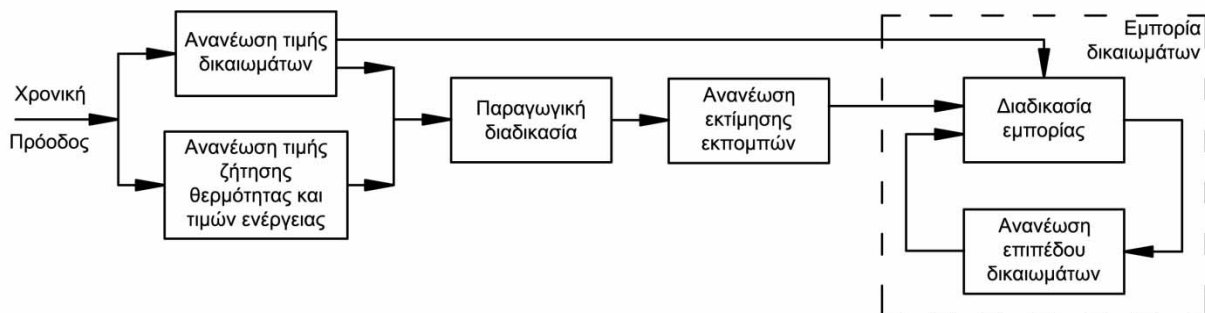 Χρονική
Πρόοδος
Ανανέωση τιμής
δικαιωμάτων
Ανανέωση τιμής
ζήτησης
θερμότητας και
τιμών ενέργειας
Παραγωγική
διαδικασία
Ανανέωση
εκτίμησης
εκπομπών
Εμπορία
δικαιωμάτων
Διαδικασία
εμπορίας
Ανανέωση
επιπέδου
δικαιωμάτων